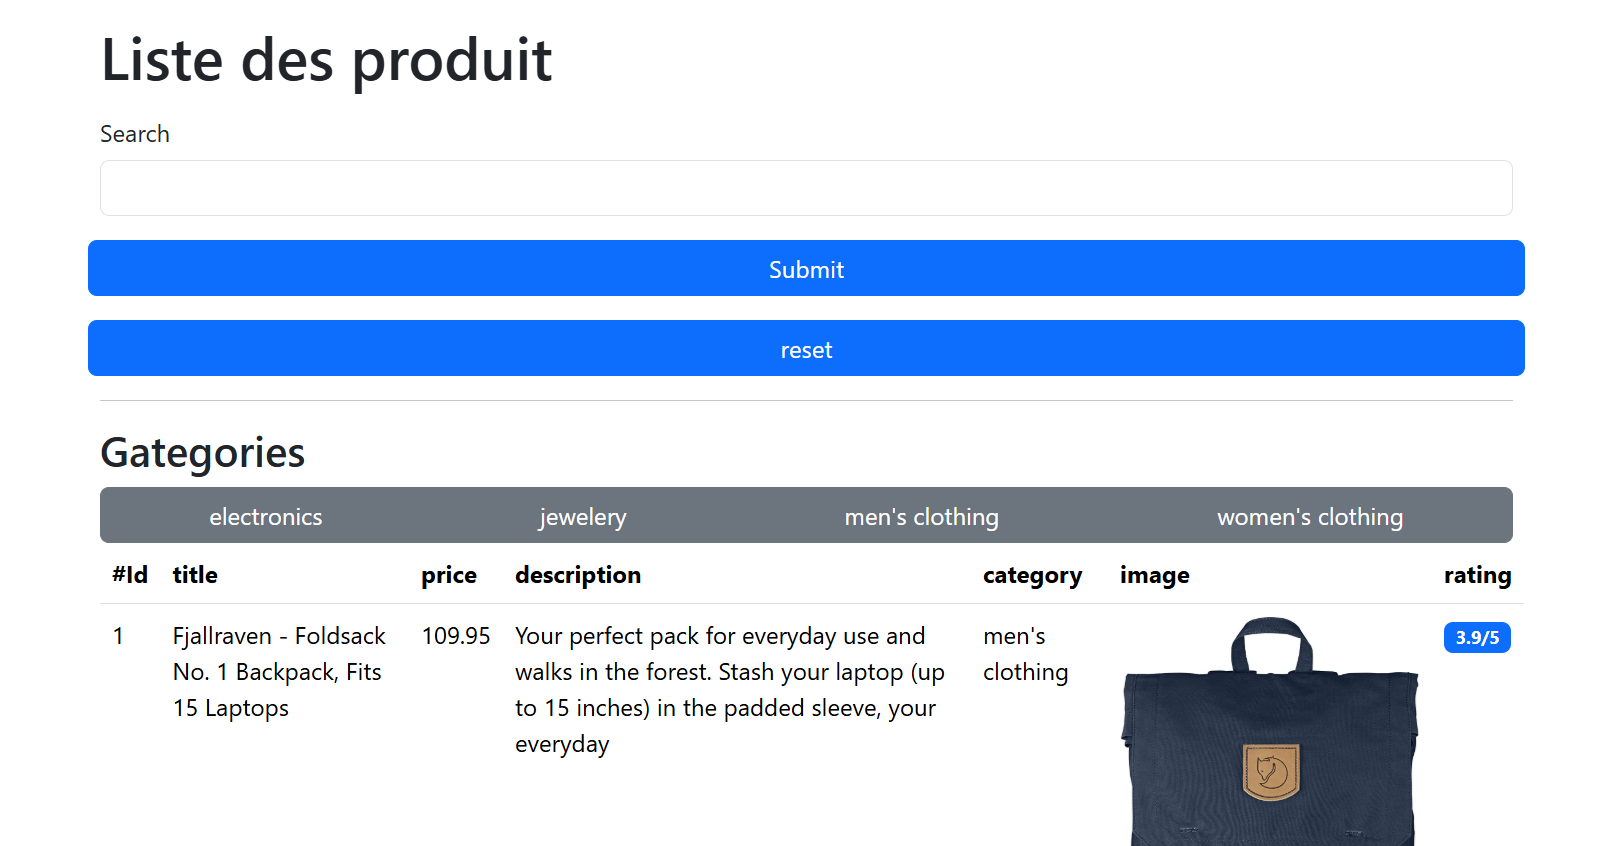 Liste des produit
Search
Submit
reset
Gategories
electronics jewelery men's clothing women's clothing
#Id title price description category image rating
1 Fjallraven - Foldsack 109.95 Your perfect pack for everyday use and men's 3.9/5
No. 1 Backpack, Fits walks in the forest. Stash your laptop (up clothing
15 Laptops to 15 inches) in the padded sleeve, your
everyday